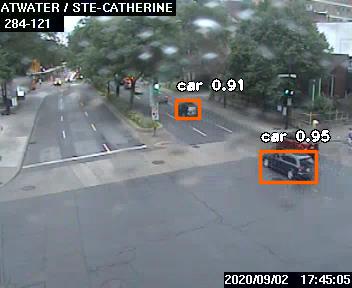 ATWATER / STE-CATHERINE
284-121
car 0.91
car 0.95
2020/09/02 17:45:05